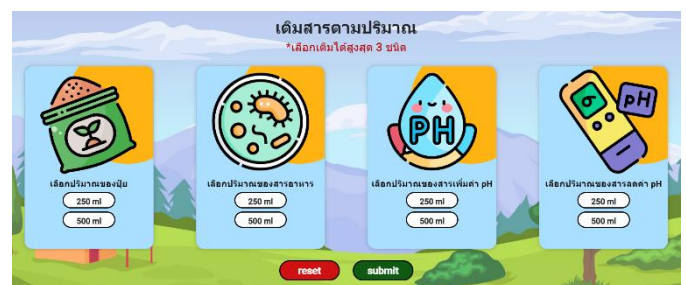 เติมสารตามปริมาณ
*เลือกเติมได้สูงสุด 3 ชนิด
เลือกปริมาณของปุ๋ย
250 ml
500 ml
เลือกปริมาณของสารอาหาร
250 ml
500 ml
PH
เลือกปริมาณของสารเพิ่มค่า pH
250 ml
500 ml
6
pH
เลือกปริมาณของสารลดค่า pH
250 ml
500 ml
reset
submit